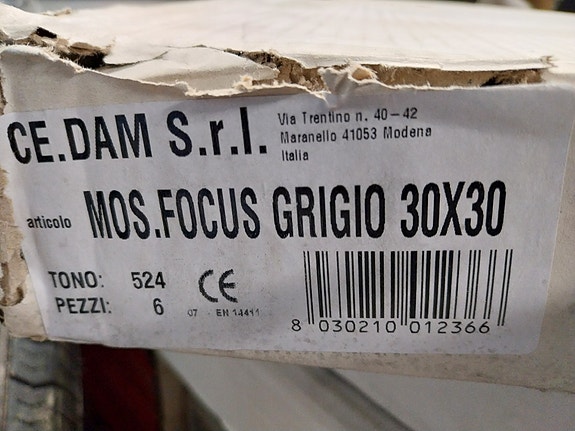 CE.DAM S.r.l.
Via Trentino n. 40-42
Maranello 41053 Modena
Italia
articolo MOS.FOCUS GRIGIO 30X30
TONO: 524
PEZZI: 6
CE
07 - EN 14411
8 030210 012366